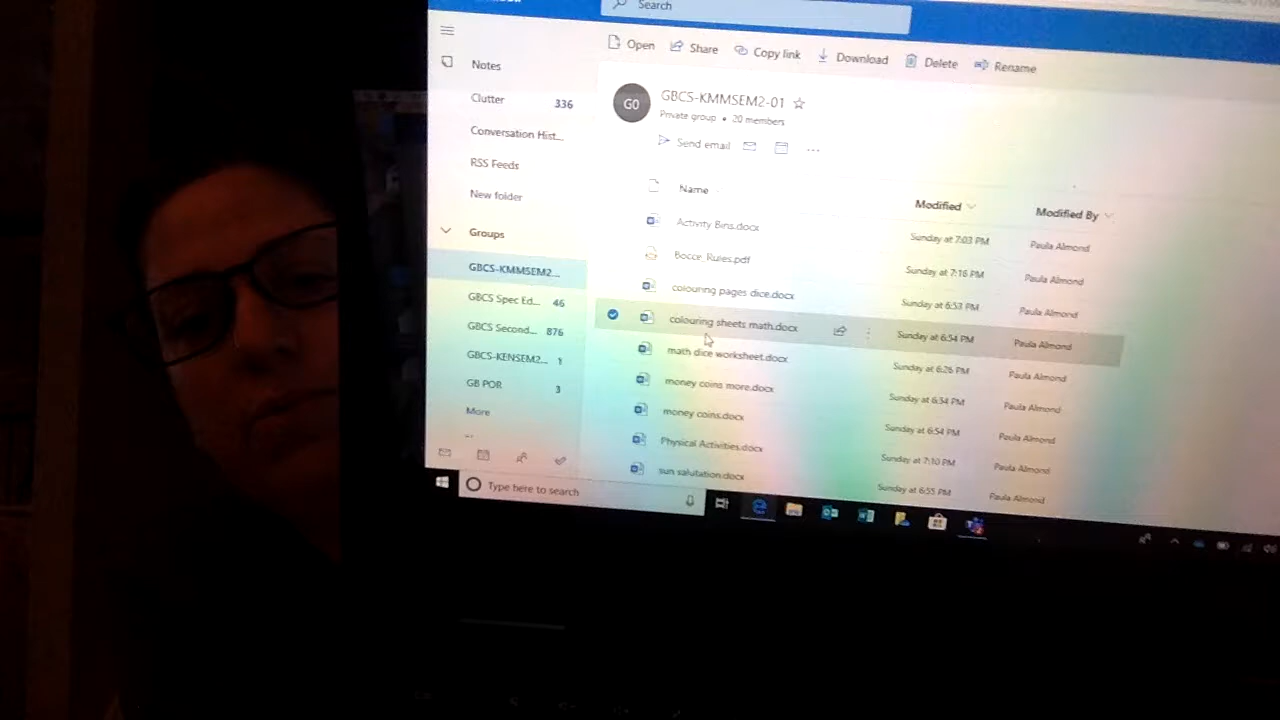 Search
Open Share Copy link Download Delete Rename
Notes
Clutter 336
Conversation Hist...
RSS Feeds
New folder
Groups
GBCS-KMMSEM2...
GBCS Spec Ed... 46
GBCS Second... 876
GBCS-KENSEM2... 1
GB POR 3
More
G0
GBCS-KMMSEM2-01
Private group • 20 members
Send email
Name Modified Modified By
Activity Bins.docx Sunday at 7:03 PM Paula Almond
Bocce_Rules.pdf Sunday at 7:16 PM Paula Almond
colouring pages dice.docx Sunday at 6:53 PM Paula Almond
colouring sheets math.docx Sunday at 6:54 PM Paula Almond
math dice worksheet.docx Sunday at 6:26 PM Paula Almond
money coins more.docx Sunday at 6:34 PM Paula Almond
money coins.docx Sunday at 6:54 PM Paula Almond
Physical Activities.docx Sunday at 7:10 PM Paula Almond
sun salutation.docx Sunday at 6:55 PM Paula Almond
Type here to search